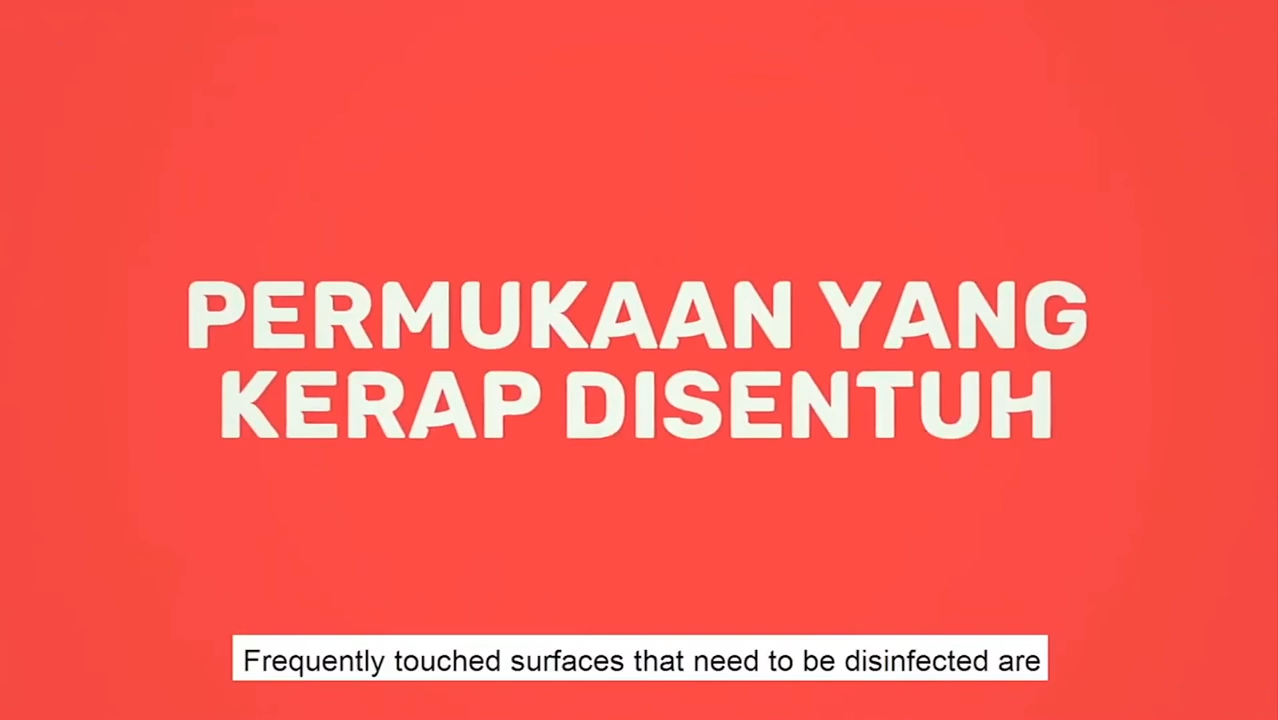 PERMUKAAN YANG
KERAP DISENTUH
Frequently touched surfaces that need to be disinfected are